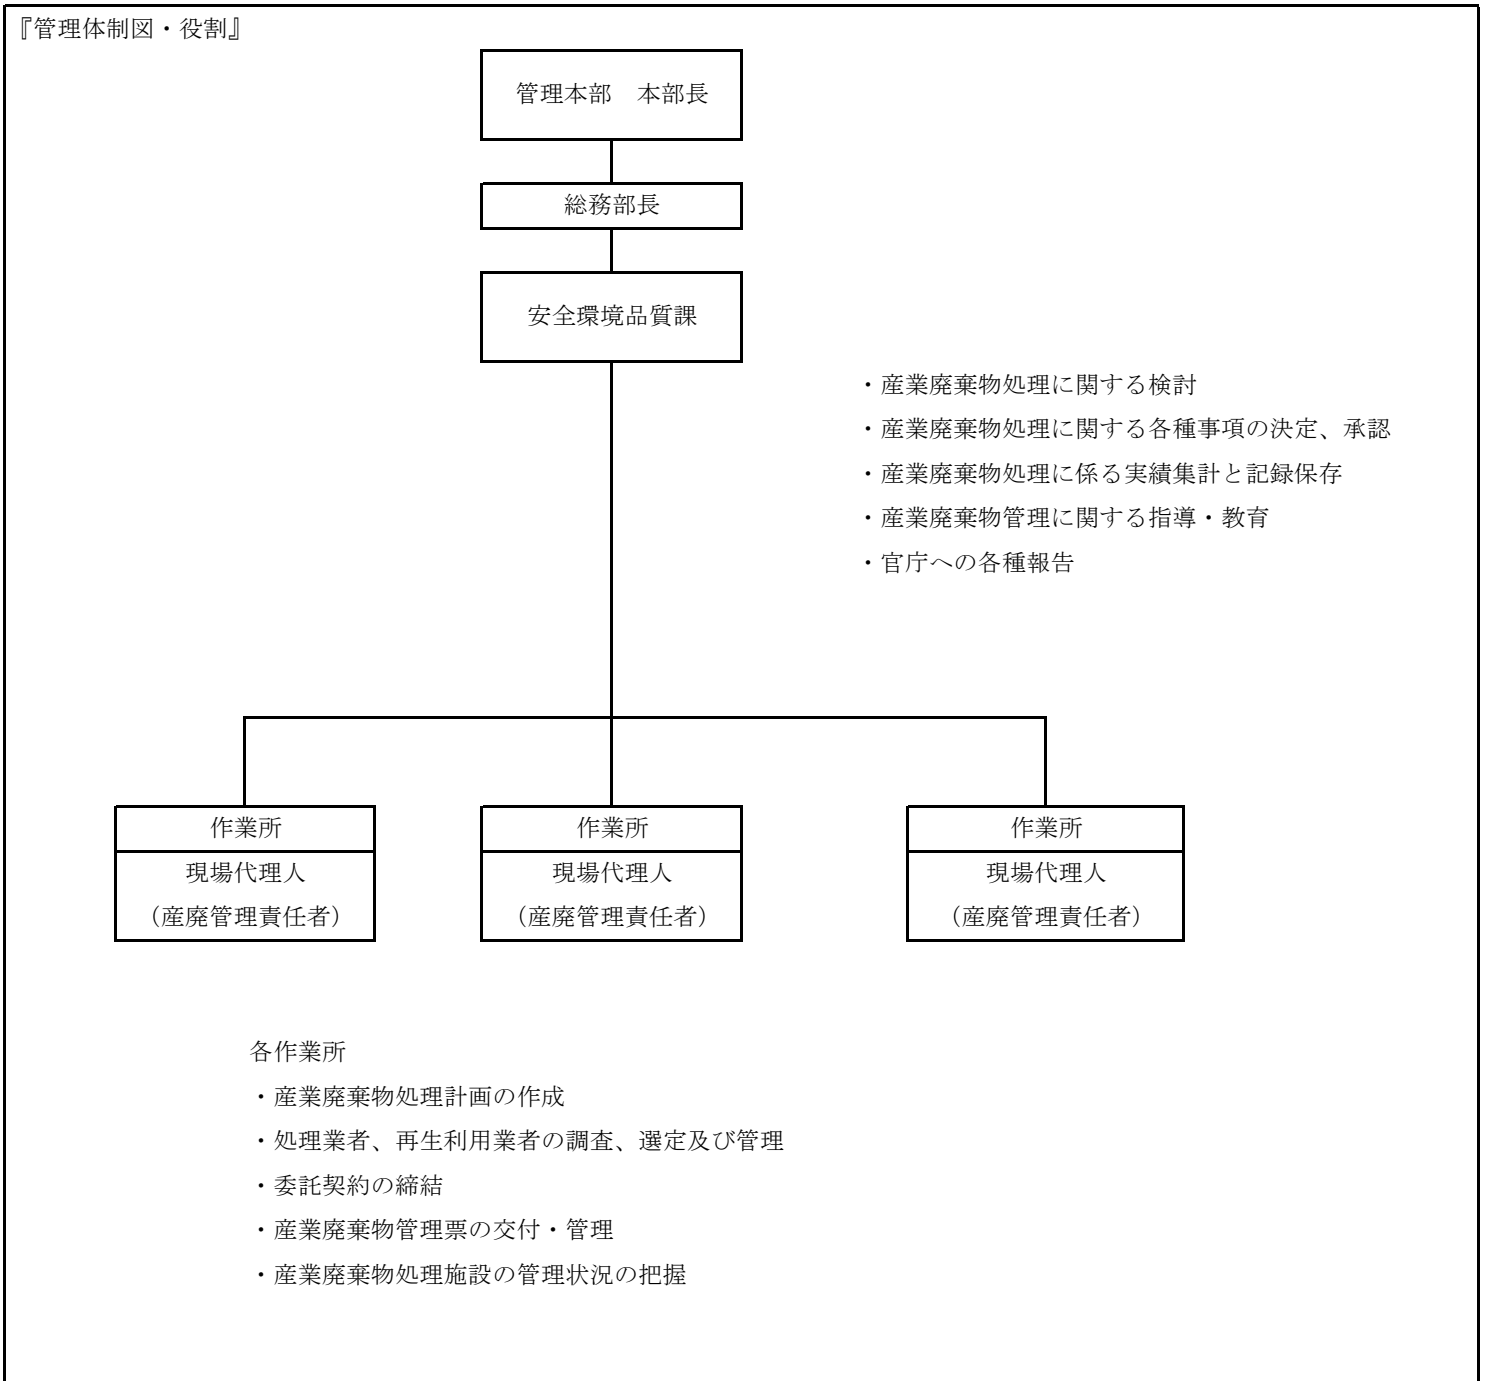 『管理体制図・役割』
管理本部　本部長
総務部長
安全環境品質課
・産業廃棄物処理に関する検討
・産業廃棄物処理に関する各種事項の決定、承認
・産業廃棄物処理に係る実績集計と記録保存
・産業廃棄物管理に関する指導・教育
・官庁への各種報告
作業所
現場代理人
（産廃管理責任者）
作業所
現場代理人
（産廃管理責任者）
作業所
現場代理人
（産廃管理責任者）
各作業所
・産業廃棄物処理計画の作成
・処理業者、再生利用業者の調査、選定及び管理
・委託契約の締結
・産業廃棄物管理票の交付・管理
・産業廃棄物処理施設の管理状況の把握